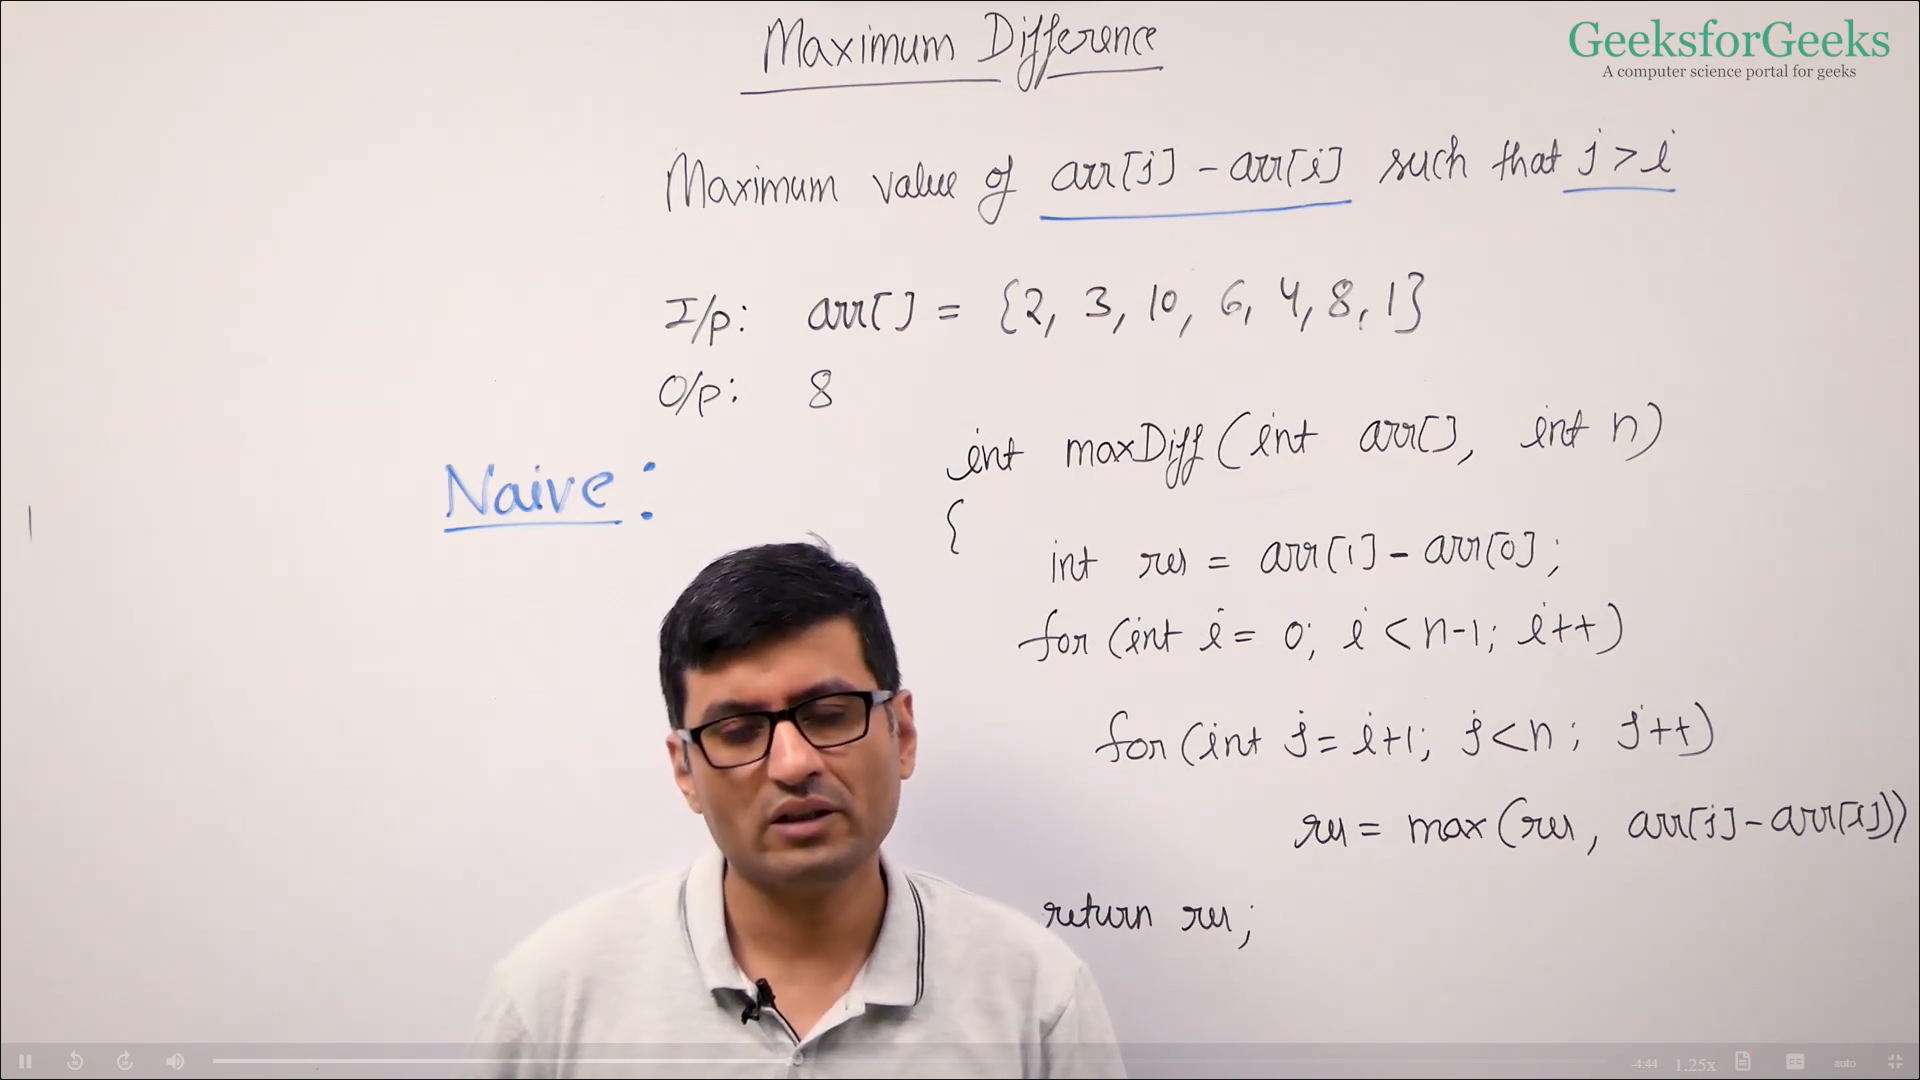 Maximum Difference
GeeksforGeeks
A computer science portal for geeks
Maximum value of arr[j] - arr[i] such that j > i
I/p: arr[] = {2, 3, 10, 6, 4, 8, 1}
O/p: 8
Naive:
int maxDiff(int arr[], int n)
{
int res = arr[1] - arr[0];
for (int i = 0; i < n-1; i++)
for (int j = i+1; j < n; j++)
res = max(res, arr[j] - arr[i])
return res;
-4:44 1.25x CC auto